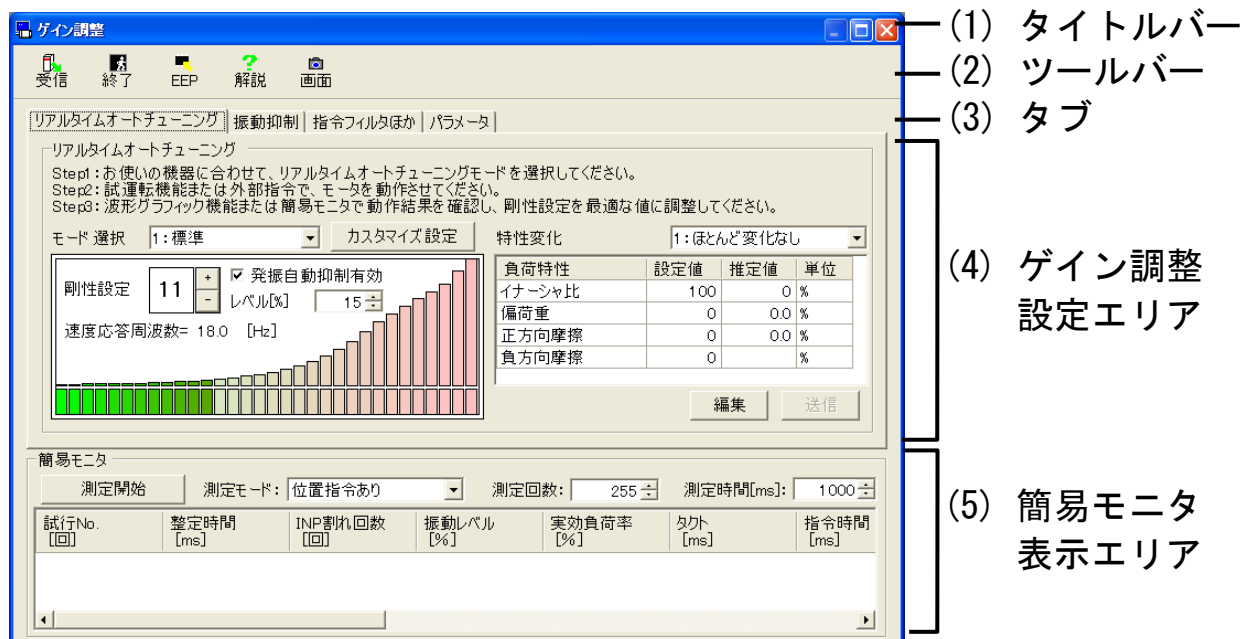 ゲイン調整
(1) タイトルバー
受信 終了 EEP 解説 画面
(2) ツールバー
リアルタイムオートチューニング 振動抑制 指令フィルタほか パラメータ
(3) タブ
リアルタイムオートチューニング
Step1:お使いの機器に合わせて、リアルタイムオートチューニングモードを選択してください。
Step2:試運転機能または外部指令で、モータを動作させてください。
Step3:波形グラフィック機能または簡易モニタで動作結果を確認し、剛性設定を最適な値に調整してください。
モード選択 1:標準 カスタマイズ設定 特性変化 1:ほとんど変化なし
剛性設定 11 + - 発振自動抑制有効
レベル[%] 15
速度応答周波数= 18.0 [Hz]
負荷特性 設定値 推定値 単位
イナーシャ比 100 0 %
偏荷重 0 0.0 %
正方向摩擦 0 0.0 %
負方向摩擦 0 %
編集 送信
(4) ゲイン調整
設定エリア
簡易モニタ
測定開始 測定モード: 位置指令あり 測定回数: 255 測定時間[ms]: 1000
試行No. 整定時間 INP割れ回数 振動レベル 実効負荷率 タクト 指令時間
[回] [ms] [回] [%] [%] [ms] [ms]
(5) 簡易モニタ
表示エリア